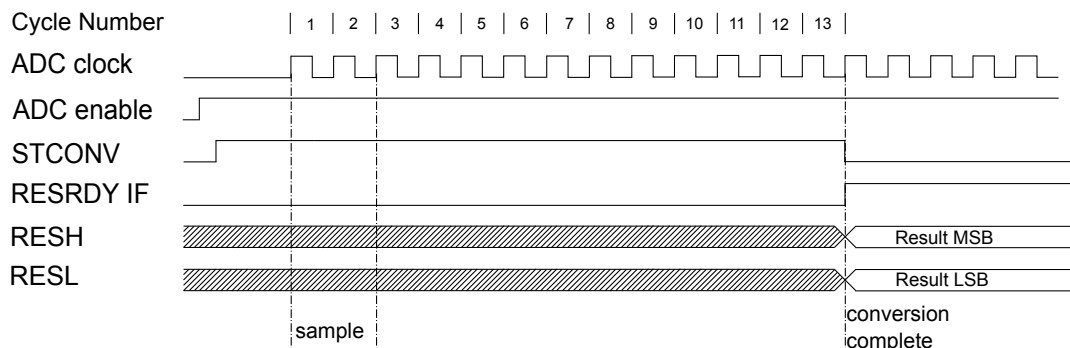 Cycle Number 1 2 3 4 5 6 7 8 9 10 11 12 13
ADC clock
ADC enable
STCONV
RESRDY IF
RESH Result MSB
RESL Result LSB
sample
conversion
complete